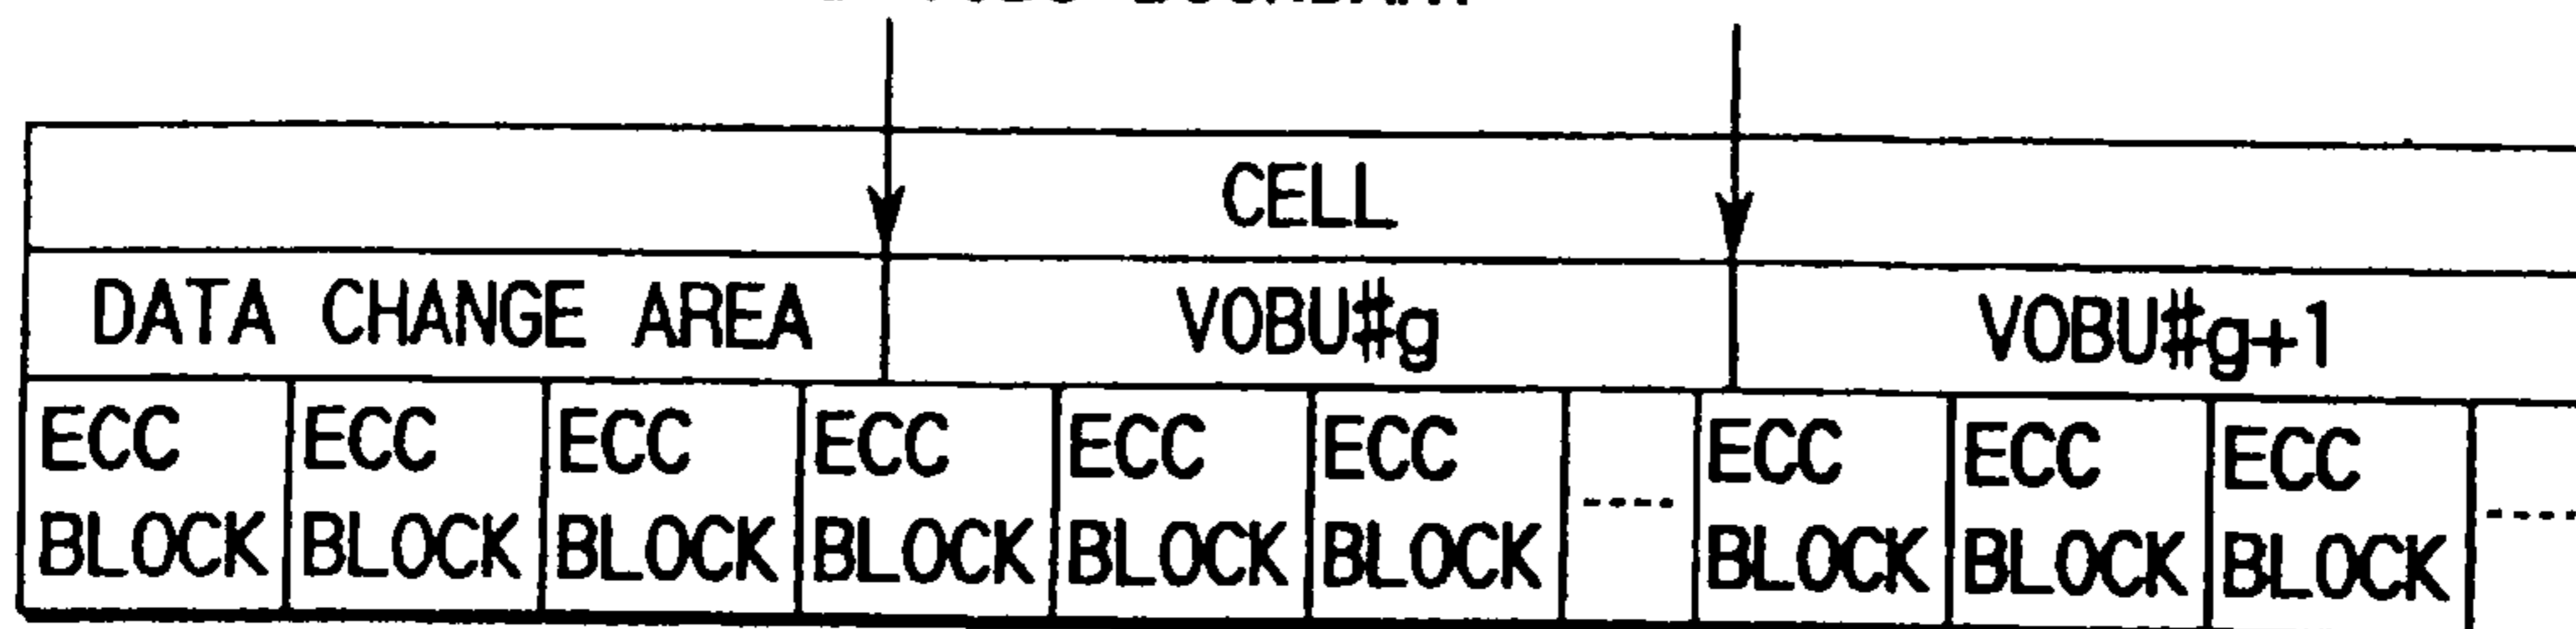 CELL
DATA CHANGE AREA VOBU#g VOBU#g+1
ECC ECC ECC ECC ECC ECC ECC ECC ECC
BLOCK BLOCK BLOCK BLOCK BLOCK BLOCK ---- BLOCK BLOCK BLOCK ----